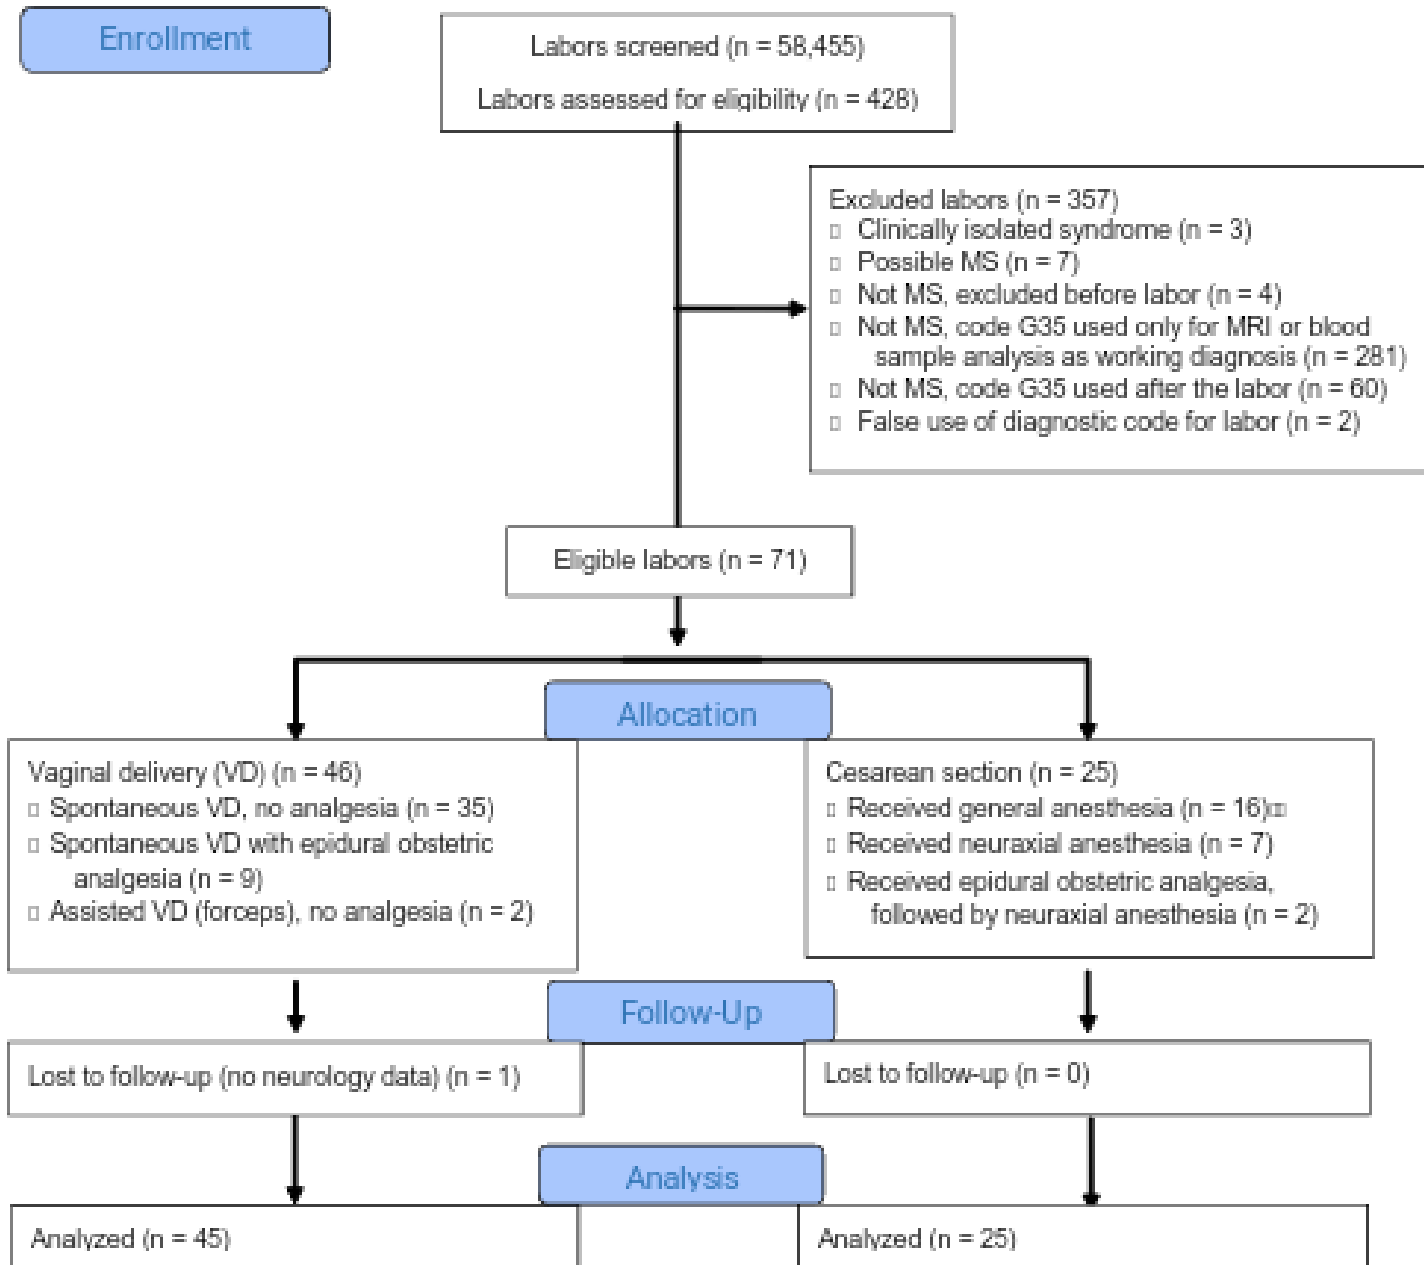 Enrollment
Labors screened (n = 58,455)
Labors assessed for eligibility (n = 428)
Excluded labors (n = 357)
Clinically isolated syndrome (n = 3)
Possible MS (n = 7)
Not MS, excluded before labor (n = 4)
Not MS, code G35 used only for MRI or blood
sample analysis as working diagnosis (n = 281)
Not MS, code G35 used after the labor (n = 60)
False use of diagnostic code for labor (n = 2)
Eligible labors (n = 71)
Allocation
Vaginal delivery (VD) (n = 46)
Spontaneous VD, no analgesia (n = 35)
Spontaneous VD with epidural obstetric
analgesia (n = 9)
Assisted VD (forceps), no analgesia (n = 2)
Cesarean section (n = 25)
Received general anesthesia (n = 16)
Received neuraxial anesthesia (n = 7)
Received epidural obstetric analgesia,
followed by neuraxial anesthesia (n = 2)
Follow-Up
Lost to follow-up (no neurology data) (n = 1)
Lost to follow-up (n = 0)
Analysis
Analyzed (n = 45)
Analyzed (n = 25)